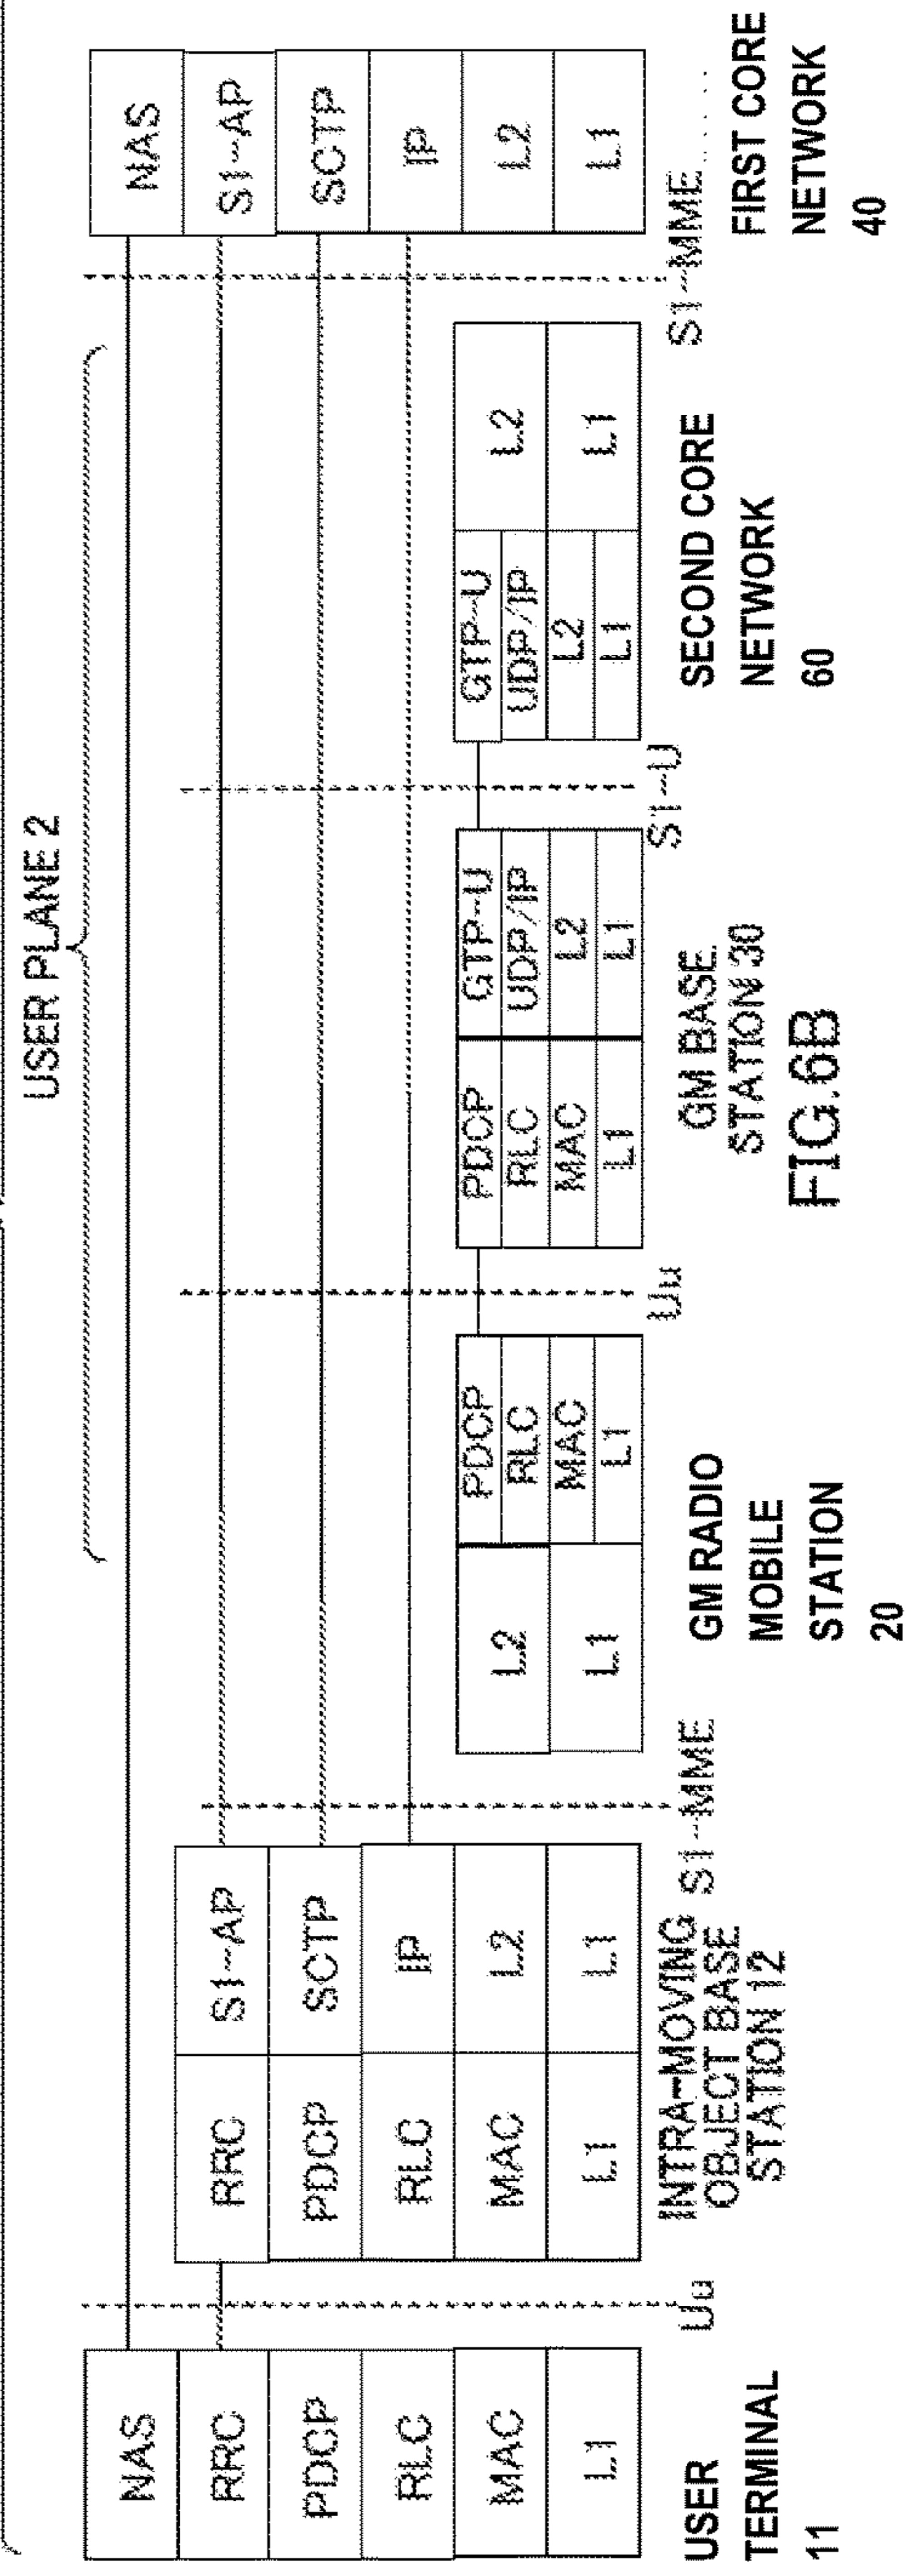 USER PLANE 2
NAS
RRC
PDCP
RLC
MAC
L1
USER
TERMINAL
11
Uu
RRC
PDCP
RLC
MAC
L1
S1-AP
SCTP
IP
L2
L1
INTRA-MOVING
OBJECT BASE
STATION 12
S1-MME
L2
L1
PDCP
RLC
MAC
L1
GM RADIO
MOBILE
STATION
20
Uu
PDCP
RLC
MAC
L1
GTP-U
UDP/IP
L2
L1
GM BASE
STATION 30
S1-U
GTP-U
UDP/IP
L2
L1
L2
L1
SECOND CORE
NETWORK
60
S1-MME
NAS
S1-AP
SCTP
IP
L2
L1
FIRST CORE
NETWORK
40
FIG.6B